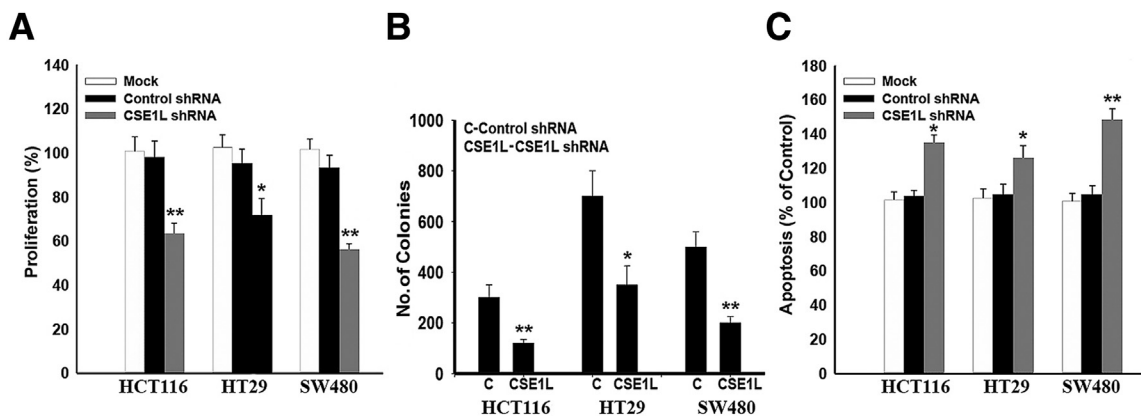 A
Proliferation (%)
140
120
100
80
60
40
20
0
Mock
Control shRNA
CSE1L shRNA
**
*
**
HCT116 HT29 SW480
B
No. of Colonies
1000
800
600
400
200
0
C-Control shRNA
CSE1L-CSE1L shRNA
**
*
**
C CSE1L C CSE1L C CSE1L
HCT116 HT29 SW480
C
Apoptosis (% of Control)
180
160
140
120
100
80
60
40
20
0
Mock
Control shRNA
CSE1L shRNA
*
*
**
HCT116 HT29 SW480